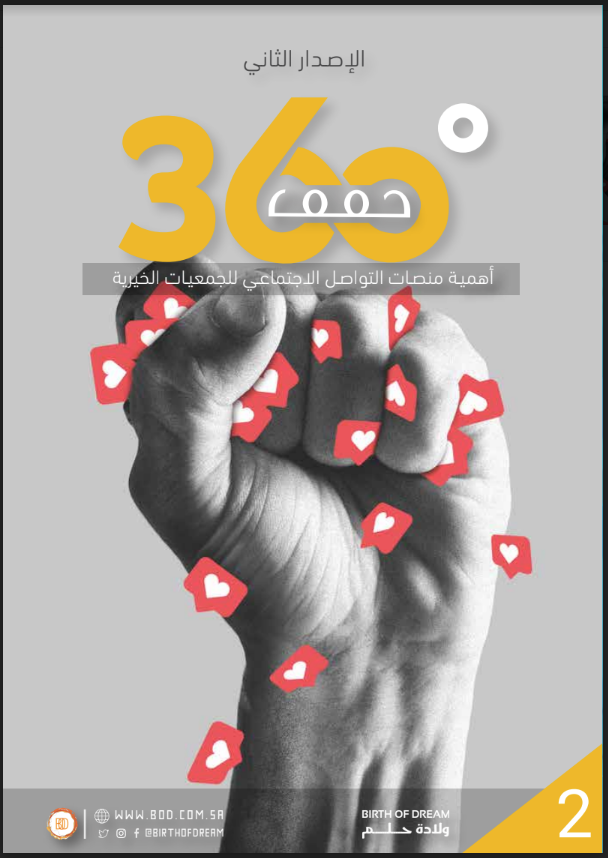 الإصدار الثاني
360°
أهمية منصات التواصل الاجتماعي للجمعيات الخيرية
WWW.BOD.COM.SA
@BIRTHOFDREAM
BIRTH OF DREAM
ولادة حلم
2